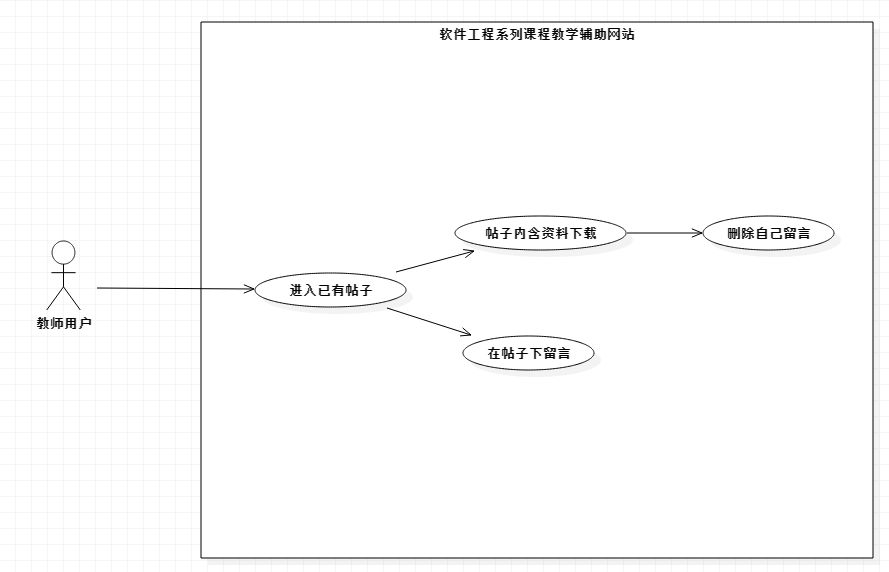 软件工程系列课程教学辅助网站
帖子内含资料下载
删除自己留言
进入已有帖子
教师用户
在帖子下留言